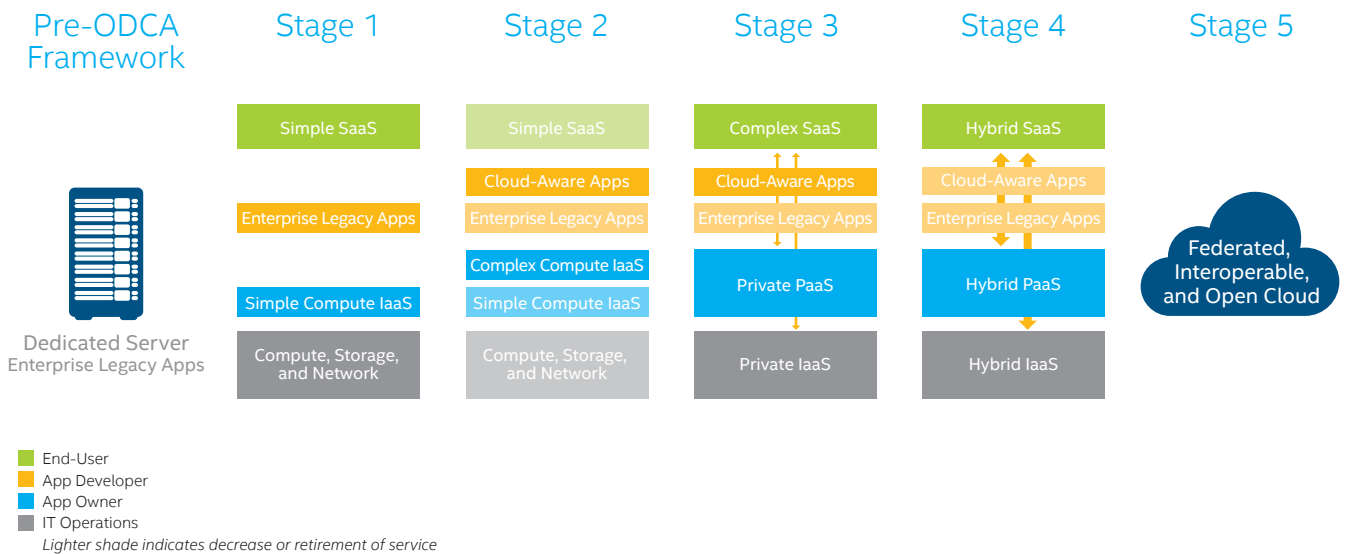 Pre-ODCA
Framework
Stage 1
Stage 2
Stage 3
Stage 4
Stage 5
Dedicated Server
Enterprise Legacy Apps
Simple SaaS
Enterprise Legacy Apps
Simple Compute IaaS
Compute, Storage,
and Network
Simple SaaS
Cloud-Aware Apps
Enterprise Legacy Apps
Complex Compute IaaS
Simple Compute IaaS
Compute, Storage,
and Network
Complex SaaS
Cloud-Aware Apps
Enterprise Legacy Apps
Private PaaS
Private IaaS
Hybrid SaaS
Cloud-Aware Apps
Enterprise Legacy Apps
Hybrid PaaS
Hybrid IaaS
Federated,
Interoperable,
and Open Cloud
End-User
App Developer
App Owner
IT Operations
Lighter shade indicates decrease or retirement of service